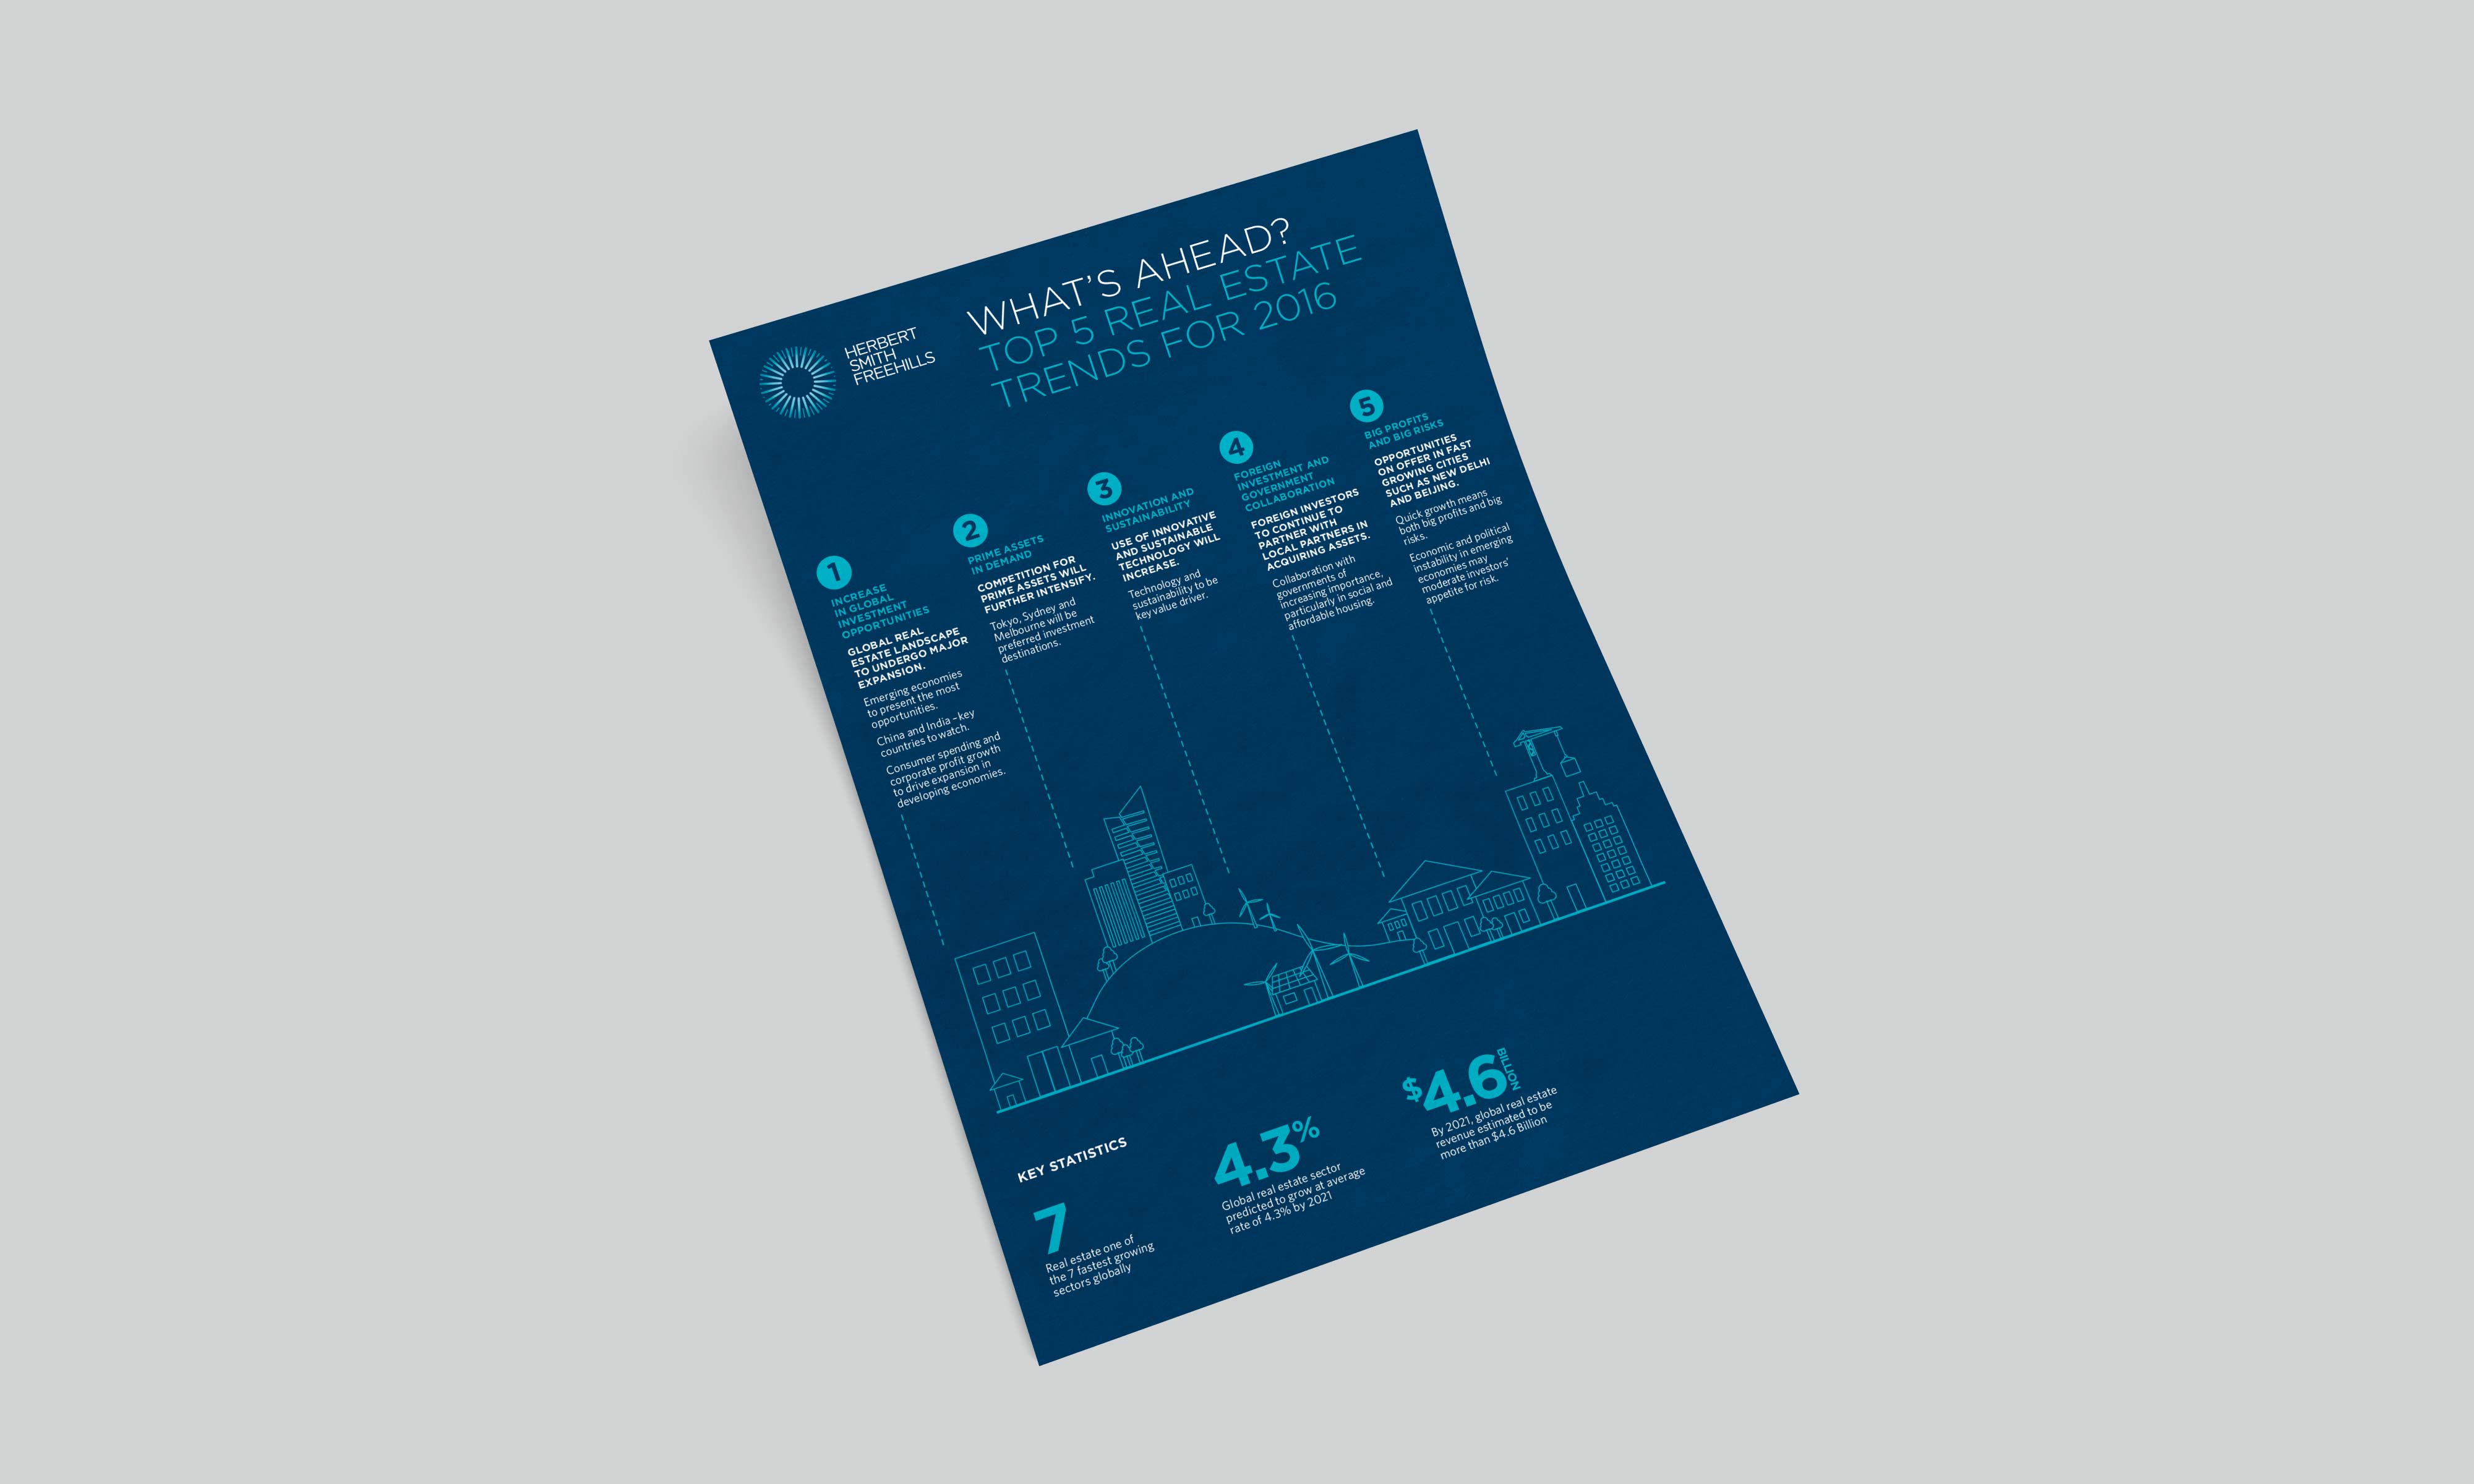 HERBERT
SMITH
FREEHILLS
WHAT'S AHEAD?
TOP 5 REAL ESTATE
TRENDS FOR 2016
1
INCREASE
IN GLOBAL
INVESTMENT
OPPORTUNITIES
GLOBAL REAL
ESTATE LANDSCAPE
TO UNDERGO MAJOR
EXPANSION.
Emerging economies
to present the most
opportunities.
China and India – key
countries to watch.
Consumer spending and
corporate profit growth
to drive expansion in
developing economies.
2
PRIME ASSETS
IN DEMAND
COMPETITION FOR
PRIME ASSETS WILL
FURTHER INTENSIFY.
Tokyo, Sydney and
Melbourne will be
preferred investment
destinations.
3
INNOVATION AND
SUSTAINABILITY
USE OF INNOVATIVE
AND SUSTAINABLE
TECHNOLOGY WILL
INCREASE.
Technology and
sustainability to be
key value driver.
4
FOREIGN
INVESTMENT AND
GOVERNMENT
COLLABORATION
FOREIGN INVESTORS
TO CONTINUE TO
PARTNER WITH
LOCAL PARTNERS IN
ACQUIRING ASSETS.
Collaboration with
governments of
increasing importance,
particularly in social and
affordable housing.
5
BIG PROFITS
AND BIG RISKS
OPPORTUNITIES
ON OFFER IN FAST
GROWING CITIES
SUCH AS NEW DELHI
AND BEIJING.
Quick growth means
both big profits and big
risks.
Economic and political
instability in emerging
economies may
moderate investors'
appetite for risk.
KEY STATISTICS
7
Real estate one of
the 7 fastest growing
sectors globally
4.3%
Global real estate sector
predicted to grow at average
rate of 4.3% by 2021
$4.6 BILLION
By 2021, global real estate
revenue estimated to be
more than $4.6 Billion